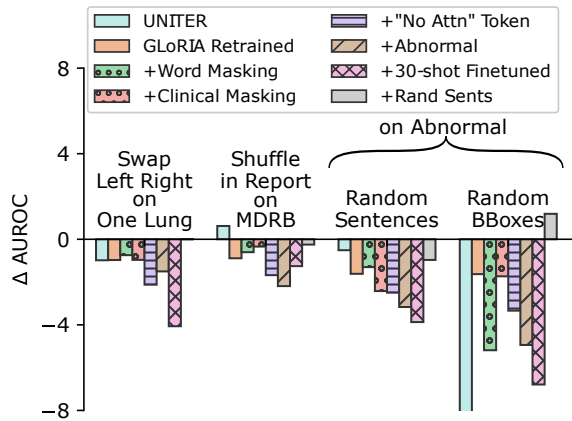 UNITER
GLoRIA Retrained
+Word Masking
+Clinical Masking
+"No Attn" Token
+Abnormal
+30-shot Finetuned
+Rand Sents
on Abnormal
Swap
Left Right
on
One Lung
Shuffle
in Report
on
MDRB
Random
Sentences
Random
BBoxes
Δ AUROC
8
4
0
−4
−8